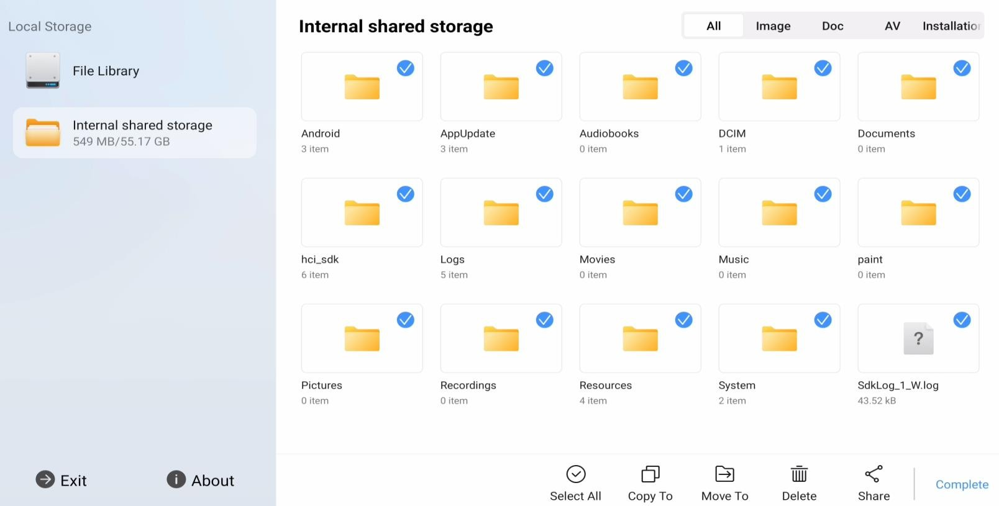 Local Storage
File Library
Internal shared storage
549 MB/55.17 GB
Exit
About
Internal shared storage
All
Image
Doc
AV
Installatio
Android
3 item
AppUpdate
3 item
Audiobooks
0 item
DCIM
1 item
Documents
0 item
hci_sdk
6 item
Logs
5 item
Movies
0 item
Music
0 item
paint
0 item
Pictures
0 item
Recordings
0 item
Resources
4 item
System
2 item
?
SdkLog_1_W.log
43.52 kB
Select All
Copy To
Move To
Delete
Share
Complete